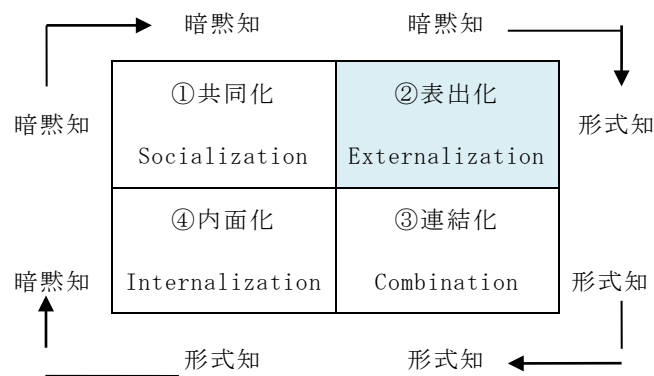 暗黙知 暗黙知
①共同化 ②表出化
暗黙知 形式知
Socialization Externalization
④内面化 ③連結化
暗黙知 Internalization Combination 形式知
形式知 形式知